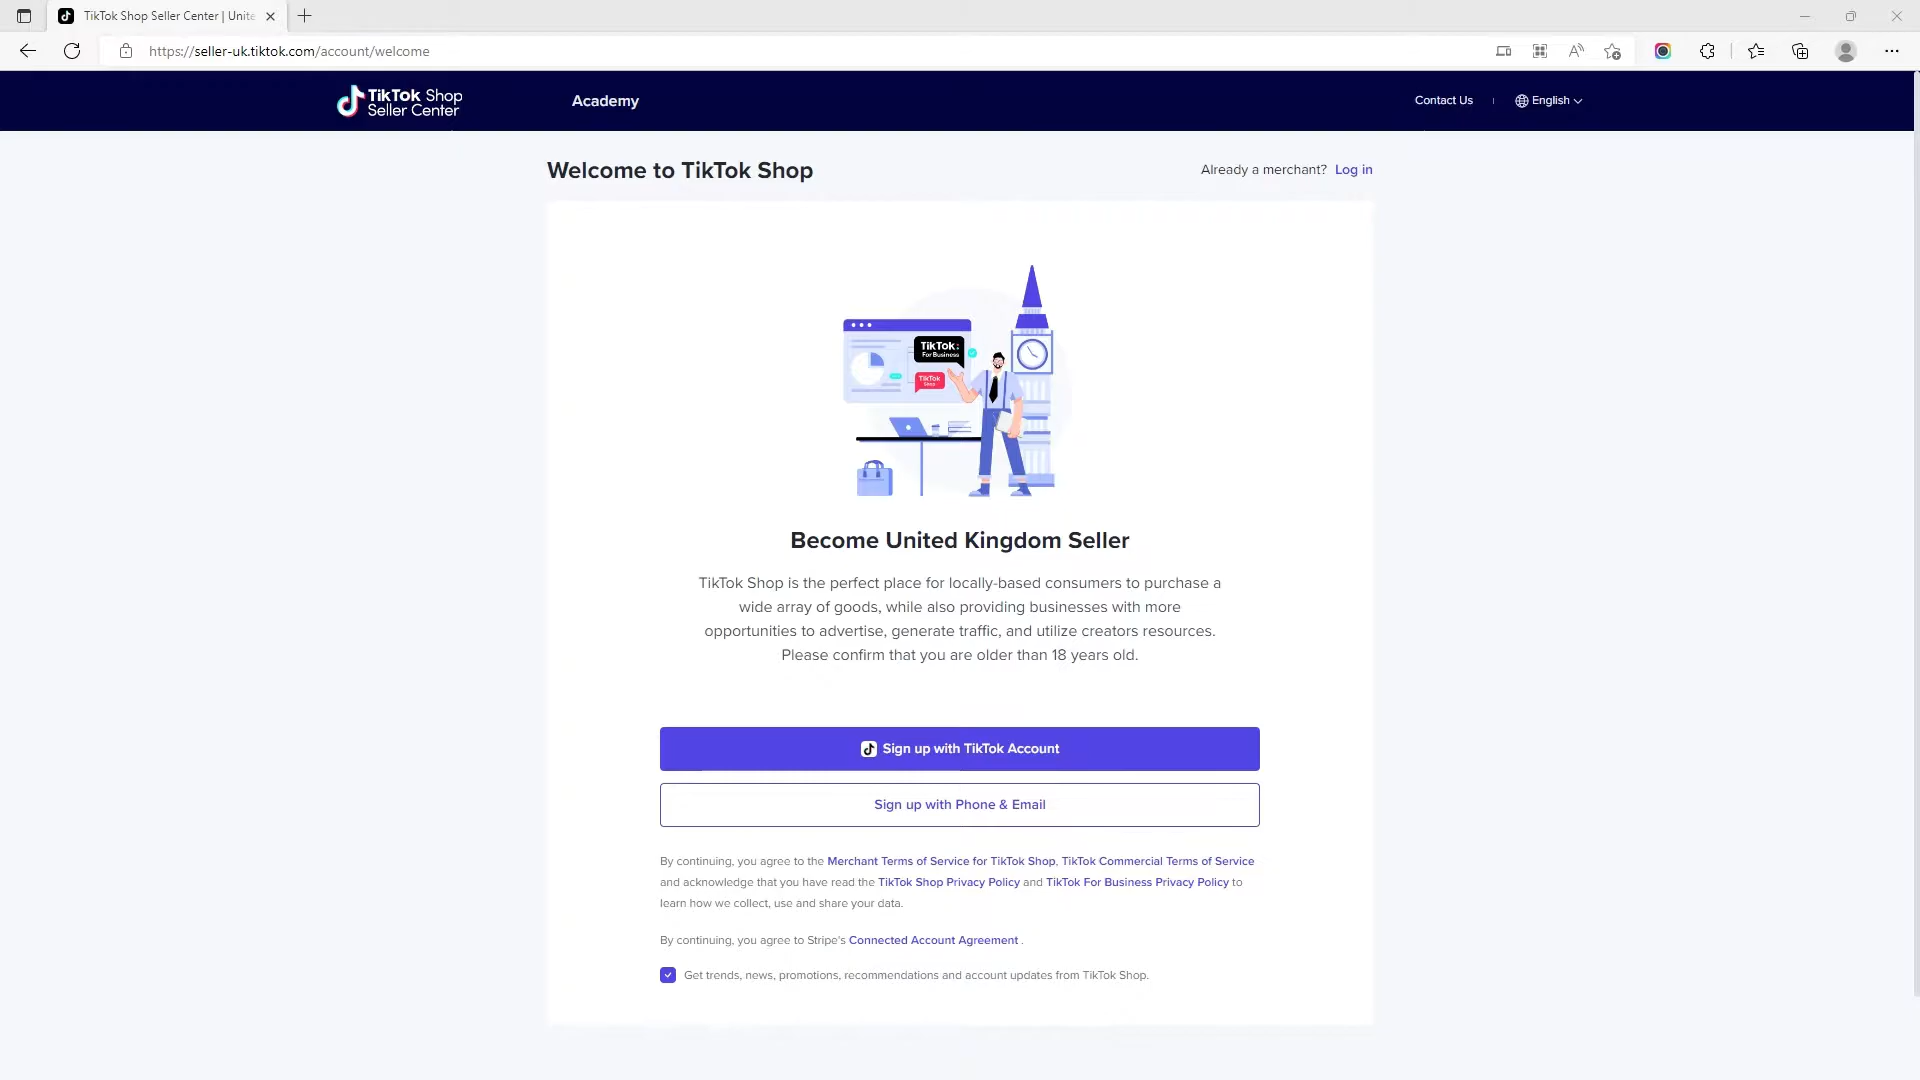 TikTok Shop Seller Center | Unite
https://seller-uk.tiktok.com/account/welcome
TikTok Shop
Seller Center
Academy
Contact Us
English
Welcome to TikTok Shop
Already a merchant? Log in
TikTok:
For Business
TikTok
Shop
Become United Kingdom Seller
TikTok Shop is the perfect place for locally-based consumers to purchase a
wide array of goods, while also providing businesses with more
opportunities to advertise, generate traffic, and utilize creators resources.
Please confirm that you are older than 18 years old.
Sign up with TikTok Account
Sign up with Phone & Email
By continuing, you agree to the Merchant Terms of Service for TikTok Shop, TikTok Commercial Terms of Service
and acknowledge that you have read the TikTok Shop Privacy Policy and TikTok For Business Privacy Policy to
learn how we collect, use and share your data.
By continuing, you agree to Stripe's Connected Account Agreement .
Get trends, news, promotions, recommendations and account updates from TikTok Shop.